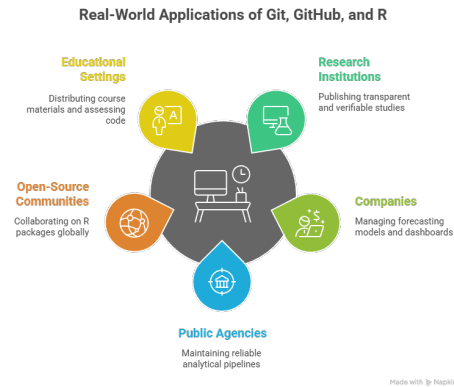 Real-World Applications of Git, GitHub, and R
Educational
Settings
Distributing course
materials and assessing
code
A
Research
Institutions
Publishing transparent
and verifiable studies
Open-Source
Communities
Collaborating on R
packages globally
$
Companies
Managing forecasting
models and dashboards
Public Agencies
Maintaining reliable
analytical pipelines
Made with Napkin